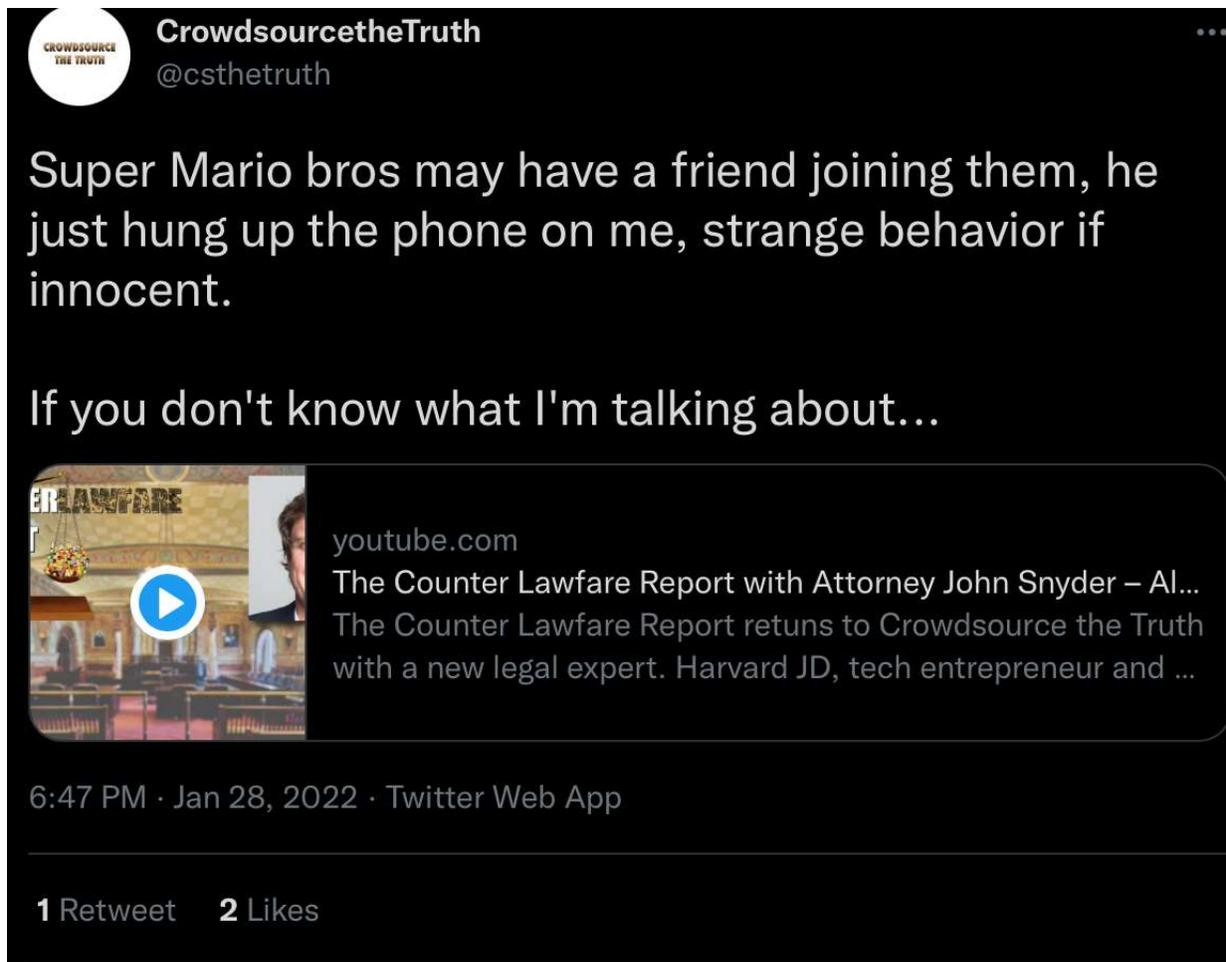 CROWDSOURCE
THE TRUTH
CrowdsourcetheTruth
@csthetruth
Super Mario bros may have a friend joining them, he
just hung up the phone on me, strange behavior if
innocent.
If you don't know what I'm talking about...
ERLAWFARE
T
youtube.com
The Counter Lawfare Report with Attorney John Snyder – Al...
The Counter Lawfare Report retuns to Crowdsource the Truth
with a new legal expert. Harvard JD, tech entrepreneur and ...
6:47 PM · Jan 28, 2022 · Twitter Web App
1 Retweet 2 Likes